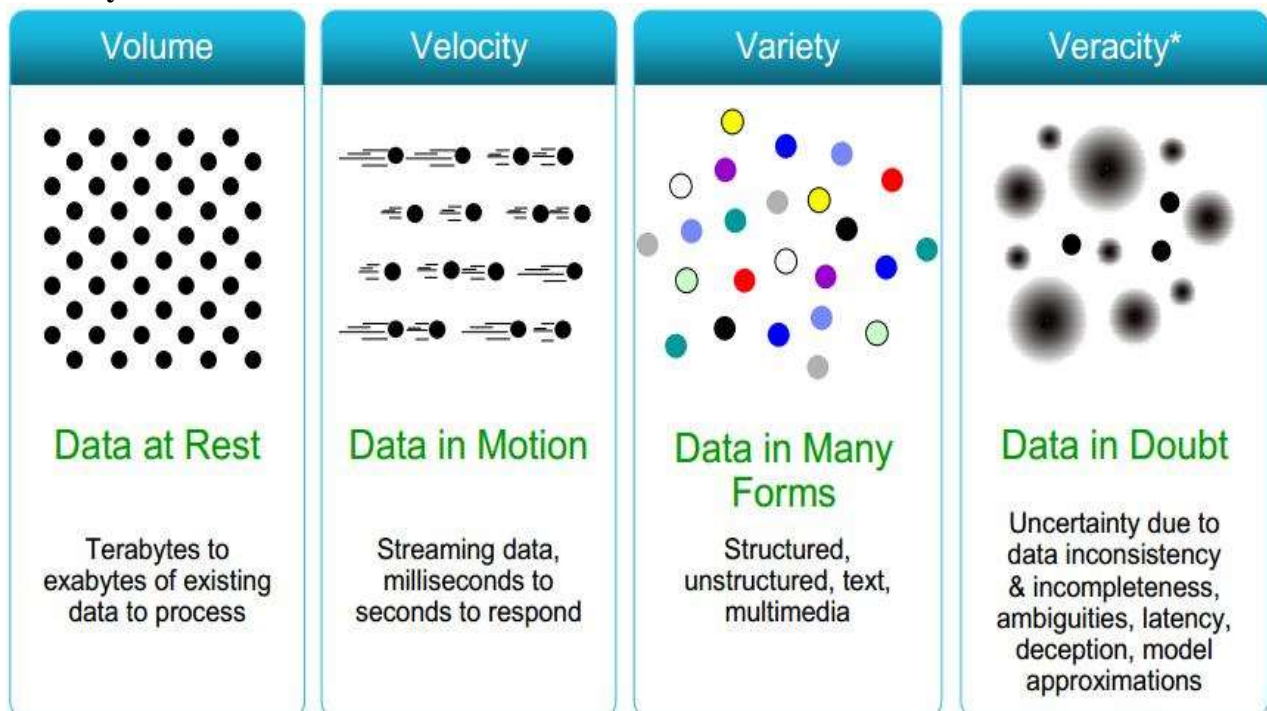 Volume
Data at Rest
Terabytes to
exabytes of existing
data to process
Velocity
Data in Motion
Streaming data,
milliseconds to
seconds to respond
Variety
Data in Many
Forms
Structured,
unstructured, text,
multimedia
Veracity*
Data in Doubt
Uncertainty due to
data inconsistency
& incompleteness,
ambiguities, latency,
deception, model
approximations